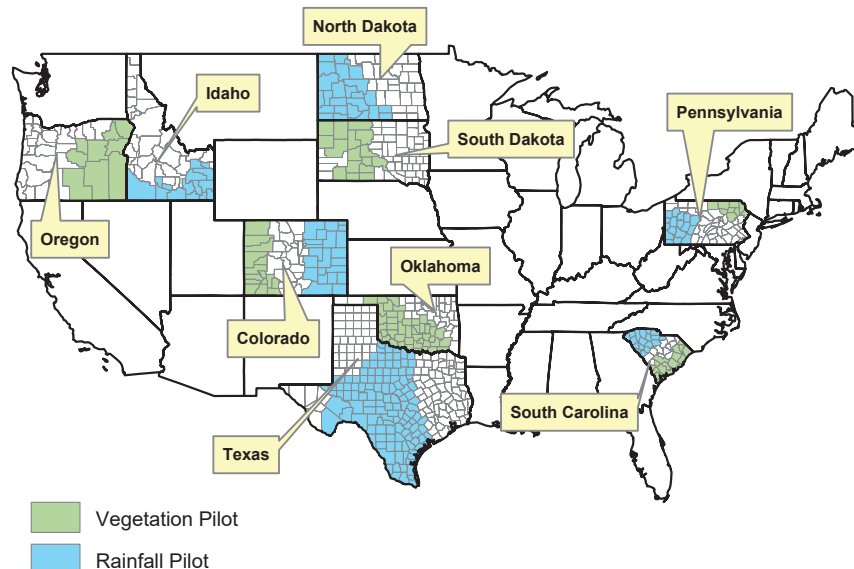 North Dakota
Idaho
Pennsylvania
South Dakota
Oregon
Oklahoma
Colorado
South Carolina
Texas
Vegetation Pilot
Rainfall Pilot